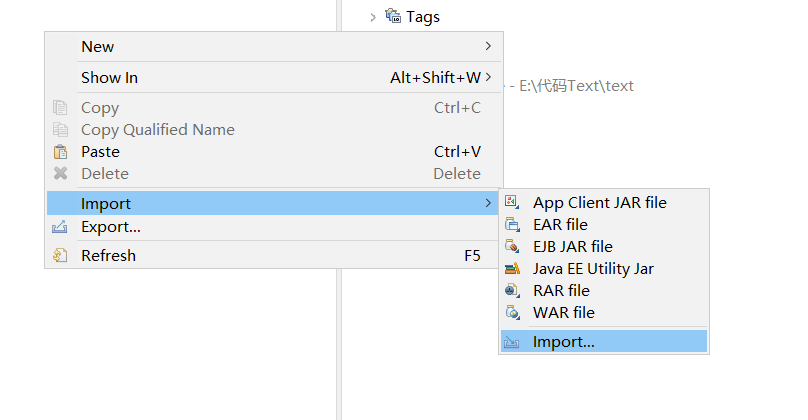 Tags
New
Show In Alt+Shift+W
- E:\代码Text\text
Copy Ctrl+C
Copy Qualified Name
Paste Ctrl+V
Delete Delete
Import
Export...
Refresh F5
App Client JAR file
EAR file
EJB JAR file
Java EE Utility Jar
RAR file
WAR file
Import...